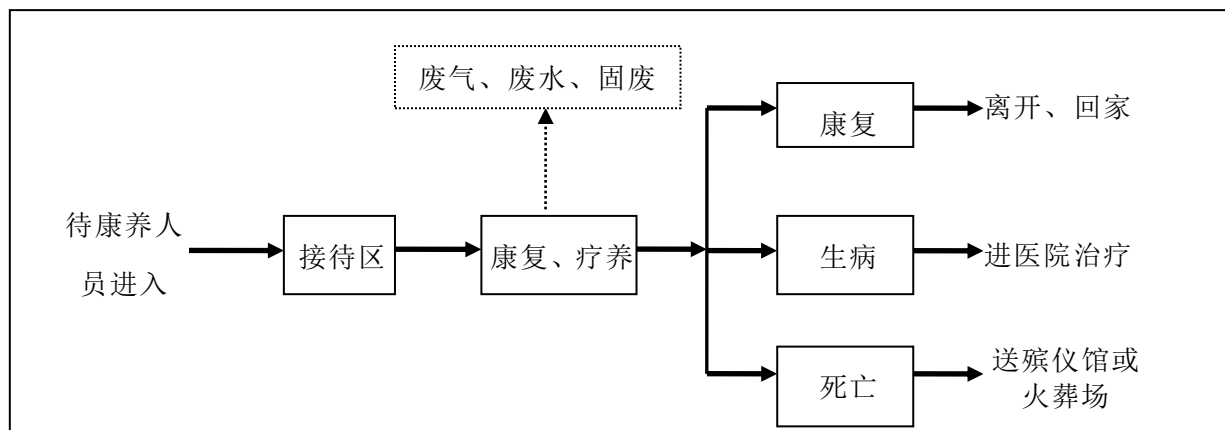 废气、废水、固废
康复
离开、回家
待康养人
员进入
接待区
康复、疗养
生病
进医院治疗
死亡
送殡仪馆或
火葬场